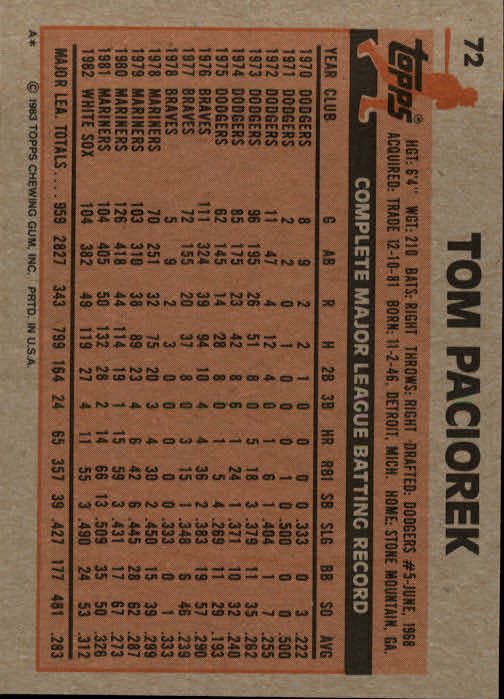 72
topps®
TOM PACIOREK
HGT: 6'4" WGT: 210 BATS: RIGHT THROWS: RIGHT DRAFTED: DODGERS #5-JUNE, 1968
ACQUIRED: TRADE 12-10-81 BORN: 11-2-46, DETROIT, MICH. HOME: STONE MOUNTAIN, GA.
COMPLETE MAJOR LEAGUE BATTING RECORD
YEAR CLUB G AB R H 2B 3B HR RBI SB SLG BB SO AVG
1970 DODGERS 8 9 2 2 1 0 0 0 0 .333 0 3 .222
1971 DODGERS 2 2 0 1 0 0 0 1 0 .500 0 0 .500
1972 DODGERS 11 47 4 12 4 0 1 6 1 .404 1 7 .255
1973 DODGERS 96 195 26 51 8 0 5 18 3 .379 11 35 .262
1974 DODGERS 85 175 23 42 8 6 1 24 1 .371 10 32 .240
1975 DODGERS 62 145 14 28 8 0 1 5 4 .269 11 29 .193
1976 BRAVES 111 324 39 94 10 4 4 36 2 .383 19 57 .290
1977 BRAVES 72 155 20 37 8 0 3 15 1 .348 6 46 .239
1978 BRAVES 5 9 2 3 0 0 0 0 0 .333 0 1 .333
1978 MARINERS 70 251 32 75 20 3 4 30 2 .450 15 39 .299
1979 MARINERS 103 310 38 89 23 4 6 42 6 .445 28 62 .287
1980 MARINERS 126 418 44 114 19 1 15 59 3 .431 17 67 .273
1981 MARINERS 104 405 50 132 28 2 14 66 13 .509 35 50 .326
1982 WHITE SOX 104 382 49 119 27 4 11 55 3 .490 24 53 .312
MAJOR LEA. TOTALS.... 959 2827 343 799 164 24 65 357 39 .427 177 481 .283
A* © 1983 TOPPS CHEWING GUM, INC. PRTD. IN U.S.A.